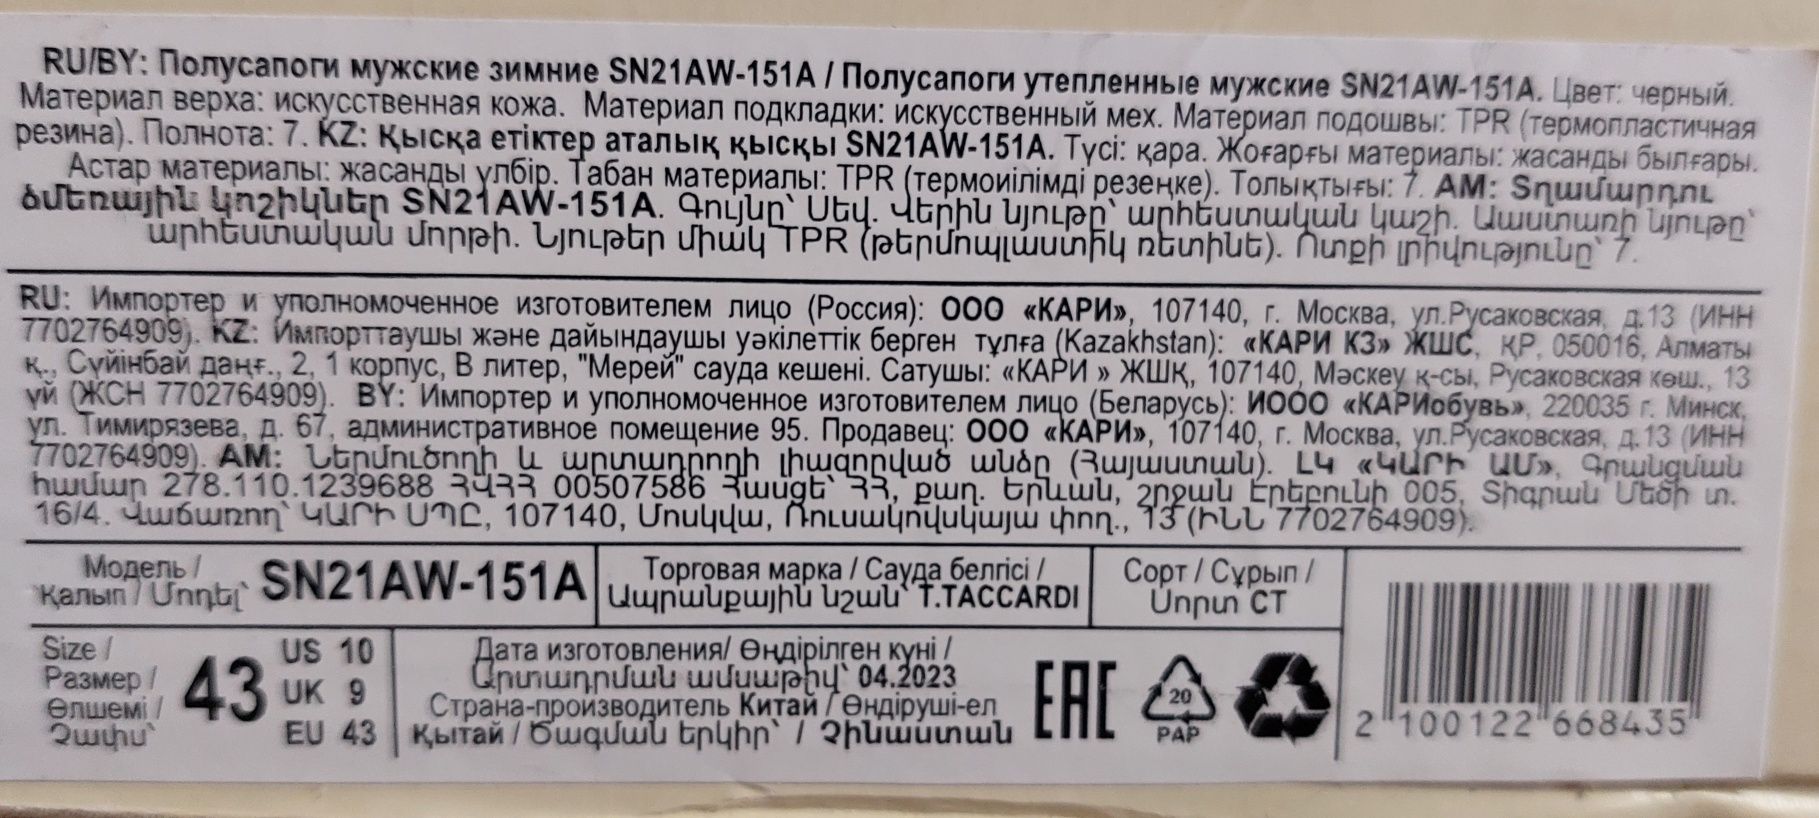 RU/BY: Полусапоги мужские зимние SN21AW-151A / Полусапоги утепленные мужские SN21AW-151A. Цвет: черный.
Материал верха: искусственная кожа. Материал подкладки: искусственный мех. Материал подошвы: TPR (термопластичная
резина). Полнота: 7. KZ: Қысқа етіктер аталық қысқы SN21AW-151A. Түсі: қара. Жоғарғы материалы: жасанды былғары.
Астар материалы: жасанды үлбір. Табан материалы: TPR (термоиілімді резеңке). Толықтығы: 7. AM: Տղամարդու
ձմեռային կոշիկներ SN21AW-151A. Գույնը՝ Սեվ. Վերին նյութը՝ արհեստական կաշի. Աաստառի նյութը՝
արհեստական մորթի. Նյութեր միակ TPR (թերմոպլաստիկ ռետինե). Ոտքի լրիվությունը՝ 7.
RU: Импортер и уполномоченное изготовителем лицо (Россия): ООО «КАРИ», 107140, г. Москва, ул.Русаковская, д.13 (ИНН
7702764909). KZ: Импорттаушы және дайындаушы уәкілеттік берген тұлға (Kazakhstan): «КАРИ КЗ» ЖШС, ҚР, 050016, Алматы
қ., Сүйінбай даңғ., 2, 1 корпус, В литер, "Мерей" сауда кешені. Сатушы: «КАРИ » ЖШҚ, 107140, Мәскеу қ-сы, Русаковская көш., 13
үй (ЖСН 7702764909). BY: Импортер и уполномоченное изготовителем лицо (Беларусь): ИООО «КАРИобувь», 220035 г. Минск,
ул. Тимирязева, д. 67, административное помещение 95. Продавец: ООО «КАРИ», 107140, г. Москва, ул.Русаковская, д.13 (ИНН
7702764909). AM: Ներմուծողի և արտադրողի լիազորված անձը (Հայաստան). ԼԿ «ԿԱՐԻ ԱՄ», Գրանցման
համար 278.110.1239688 ՀՎՀՀ 00507586 Հասցե՝ ՀՀ, քաղ. Երևան, շրջան Էրեբունի 005, Տիգրան Մեծի տ.
16/4. Վաճառող՝ ԿԱՐԻ ՍՊԸ, 107140, Մոսկվա, Ռուսակովսկայա փող., 13 (ԻՆՆ 7702764909).
Модель /
Қалып / Մոդել՝ SN21AW-151A
Торговая марка / Сауда белгісі /
Ապրանքային նշան՝ T.TACCARDI
Сорт / Сұрып /
Սորտ СТ
Size /
Размер /
Өлшемі /
Չափս՝
43
US 10
UK 9
EU 43
Дата изготовления/ Өндірілген күні /
Արտադրման ամսաթիվ՝ 04.2023
Страна-производитель Китай / Өндіруші-ел
Қытай / Ծագման երկիր՝ / Չինաստան
EAC
20
PAP
2 100122 668435